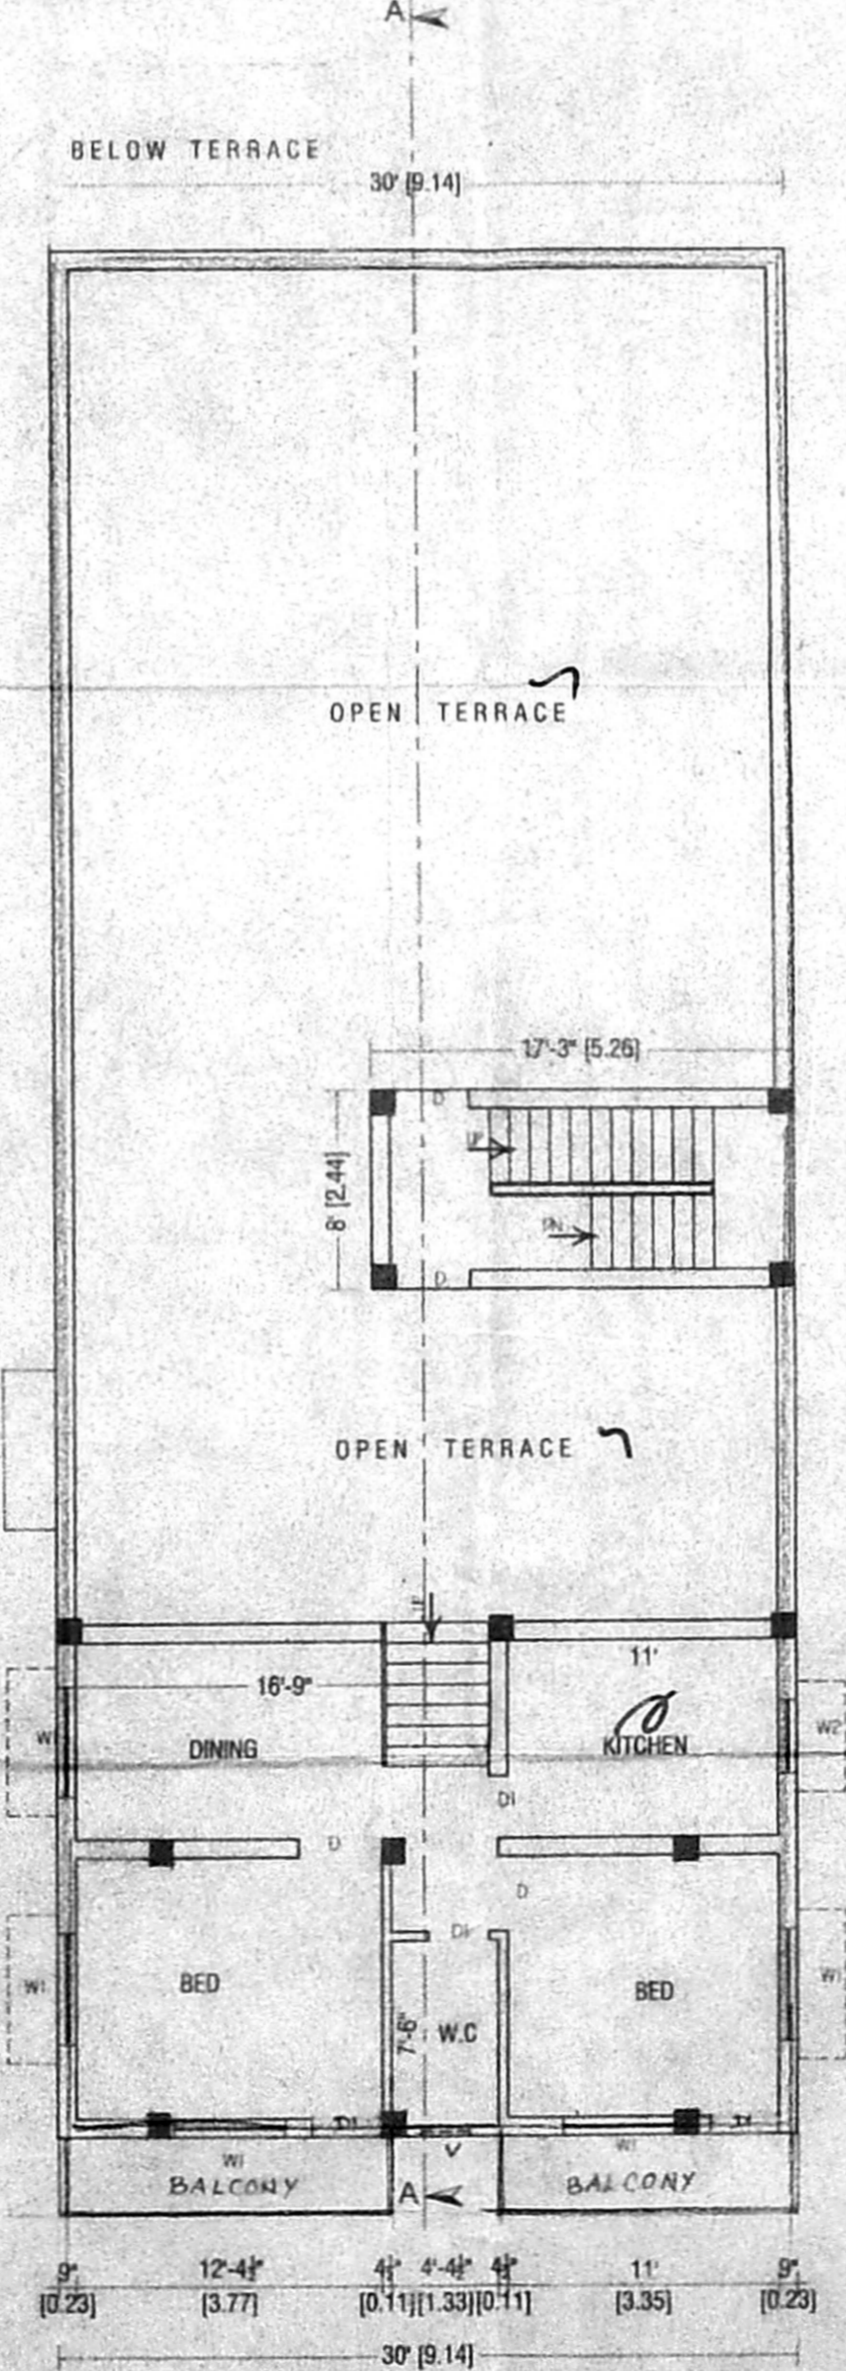 A
BELOW TERRACE
30' [9.14]
OPEN TERRACE
17'-3" [5.26]
D
UP
8' [2.44]
DN
D
OPEN TERRACE
UP
11'
16'-9"
W
DINING
KITCHEN
W2
D1
D
D
D1
W1
BED
BED
W1
7'-6"
W.C
D1
D1
W1
V
W1
BALCONY
A
BALCONY
9" 12'-4½" 4½" 4'-4½" 4½" 11' 9"
[0.23] [3.77] [0.11] [1.33] [0.11] [3.35] [0.23]
30' [9.14]